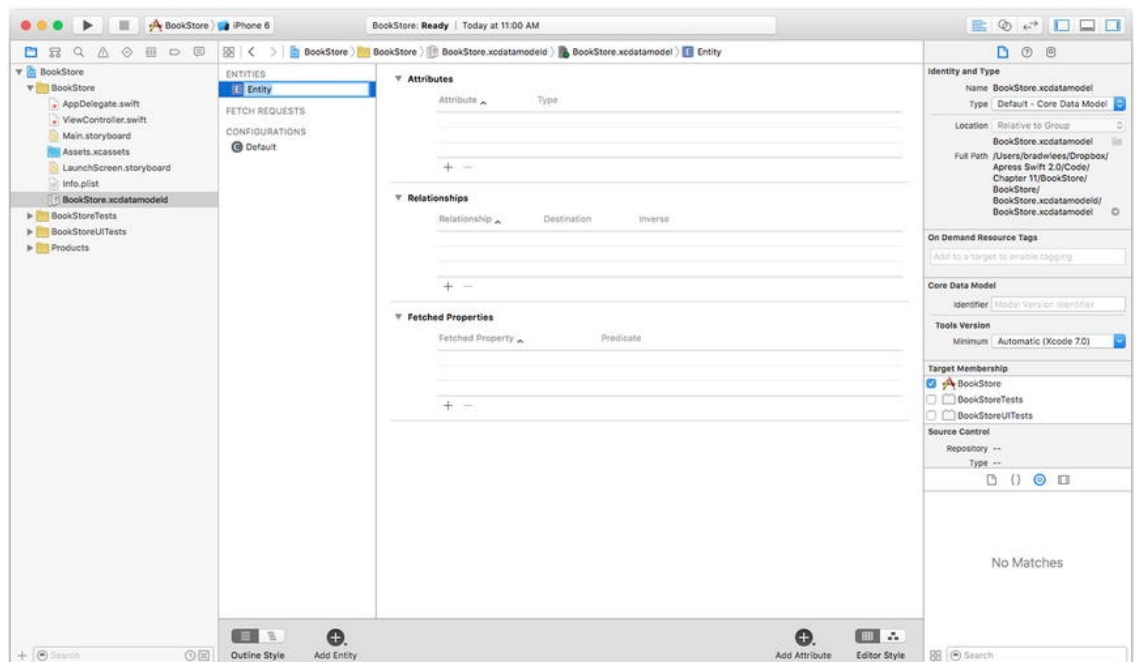 BookStore
iPhone 6
BookStore: Ready | Today at 11:00 AM
BookStore
BookStore
BookStore.xcdatamodeld
BookStore.xcdatamodel
Entity
BookStore
BookStore
AppDelegate.swift
ViewController.swift
Main.storyboard
Assets.xcassets
LaunchScreen.storyboard
Info.plist
BookStore.xcdatamodeld
BookStoreTests
BookStoreUITests
Products
Search
ENTITIES
E Entity
FETCH REQUESTS
CONFIGURATIONS
C Default
Attributes
Attribute Type
Relationships
Relationship Destination Inverse
Fetched Properties
Fetched Property Predicate
Outline Style
Add Entity
Add Attribute
Editor Style
Identity and Type
Name BookStore.xcdatamodel
Type Default - Core Data Model
Location Relative to Group
BookStore.xcdatamodel
Full Path /Users/bradwlees/Dropbox/
Apress Swift 2.0/Code/
Chapter 11/BookStore/
BookStore/
BookStore.xcdatamodeld/
BookStore.xcdatamodel
On Demand Resource Tags
Add to a target to enable tagging
Core Data Model
Identifier Model Version Identifier
Tools Version
Minimum Automatic (Xcode 7.0)
Target Membership
BookStore
BookStoreTests
BookStoreUITests
Source Control
Repository --
Type --
No Matches
Search